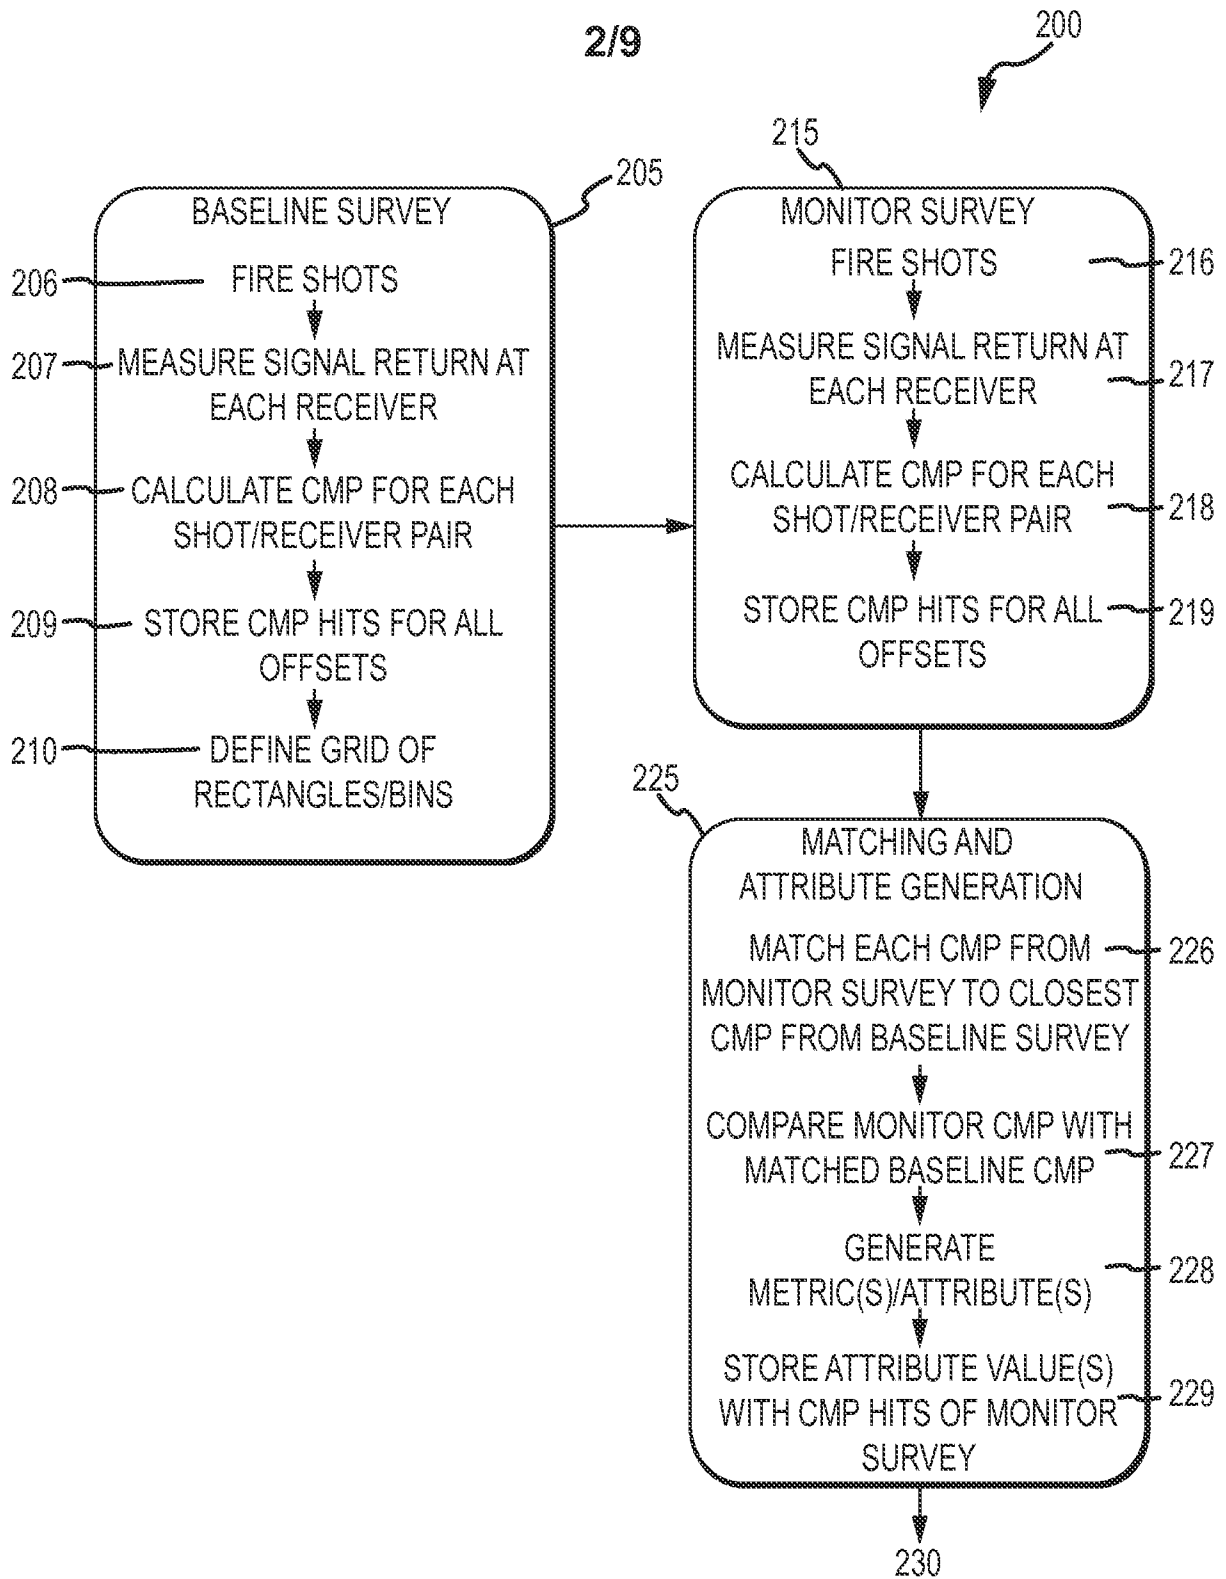 2/9
200
205
BASELINE SURVEY
206
FIRE SHOTS
207
MEASURE SIGNAL RETURN AT
EACH RECEIVER
208
CALCULATE CMP FOR EACH
SHOT/RECEIVER PAIR
209
STORE CMP HITS FOR ALL
OFFSETS
210
DEFINE GRID OF
RECTANGLES/BINS
215
MONITOR SURVEY
FIRE SHOTS
216
MEASURE SIGNAL RETURN AT
EACH RECEIVER
217
CALCULATE CMP FOR EACH
SHOT/RECEIVER PAIR
218
STORE CMP HITS FOR ALL
OFFSETS
219
225
MATCHING AND
ATTRIBUTE GENERATION
MATCH EACH CMP FROM
MONITOR SURVEY TO CLOSEST
CMP FROM BASELINE SURVEY
226
COMPARE MONITOR CMP WITH
MATCHED BASELINE CMP
227
GENERATE
METRIC(S)/ATTRIBUTE(S)
228
STORE ATTRIBUTE VALUE(S)
WITH CMP HITS OF MONITOR
SURVEY
229
230